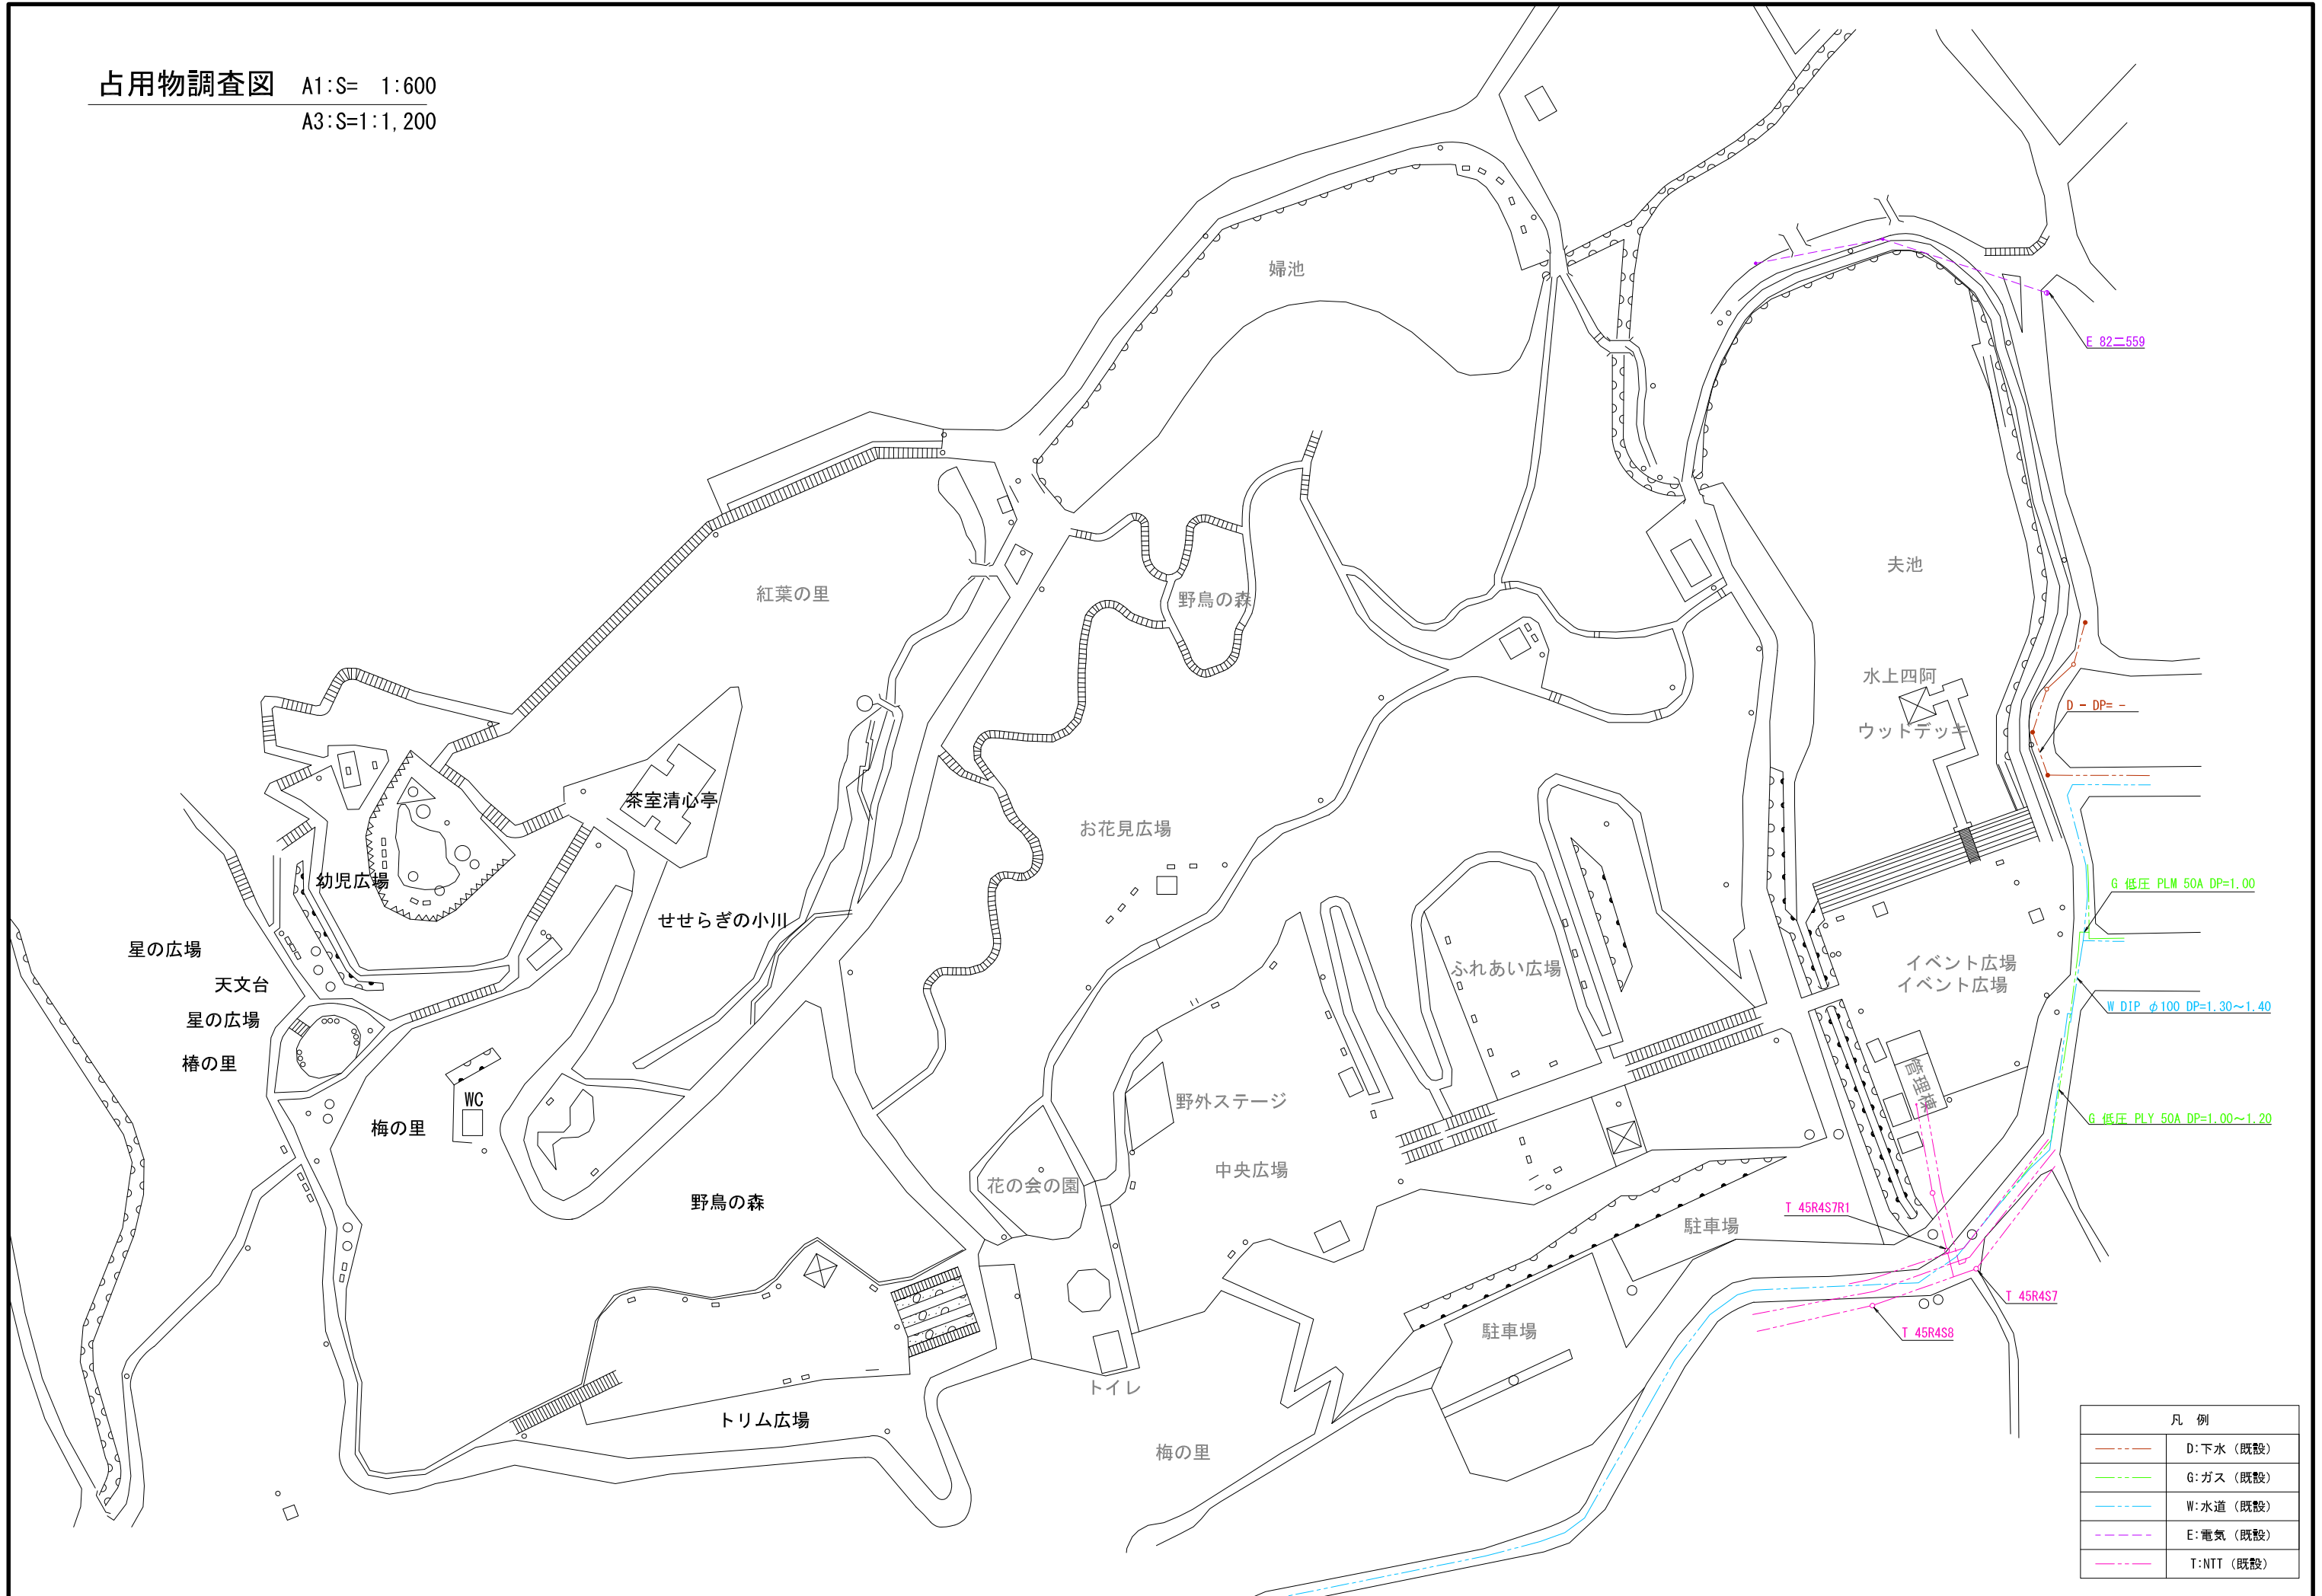 占用物調査図 A1:S= 1:600
A3:S=1:1,200
婦池
E 82ニ559
夫池
紅葉の里
野鳥の森
水上四阿
D - DP= -
ウットデッキ
茶室清心亭
お花見広場
幼児広場
G 低圧 PLM 50A DP=1.00
せせらぎの小川
星の広場
イベント広場
ふれあい広場
天文台
イベント広場
W DIP φ100 DP=1.30～1.40
星の広場
椿の里
管理棟
WC
野外ステージ
G 低圧 PLY 50A DP=1.00～1.20
梅の里
中央広場
花の会の園
野鳥の森
T 45R4S7R1
駐車場
T 45R4S7
駐車場
T 45R4S8
トイレ
トリム広場
梅の里
凡 例
D:下水（既設）
G:ガス（既設）
W:水道（既設）
E:電気（既設）
T:NTT（既設）